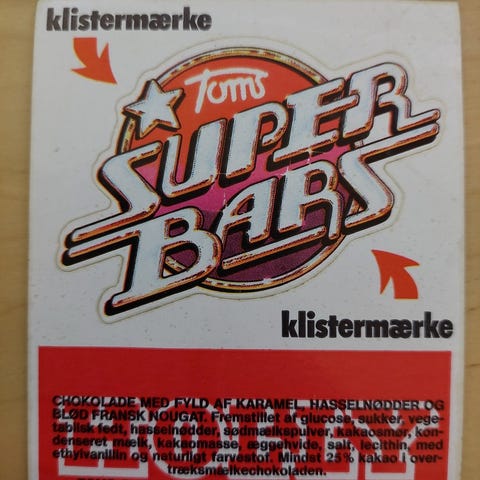 klistermærke
Toms
SUPER
BARS
klistermærke
CHOKOLADE MED FYLD AF KARAMEL, HASSELNØDDER OG
BLØD FRANSK NOUGAT. Fremstillet af glucose, sukker, vege-
tabilsk fedt, hasselnødder, sødmælkspulver, kakaosmør, kon-
denseret mælk, kakaomasse, æggehvide, salt, lecithin, med
ethylvanillin og naturligt farvestof. Mindst 25% kakao i over-
træksmælkechokoladen.